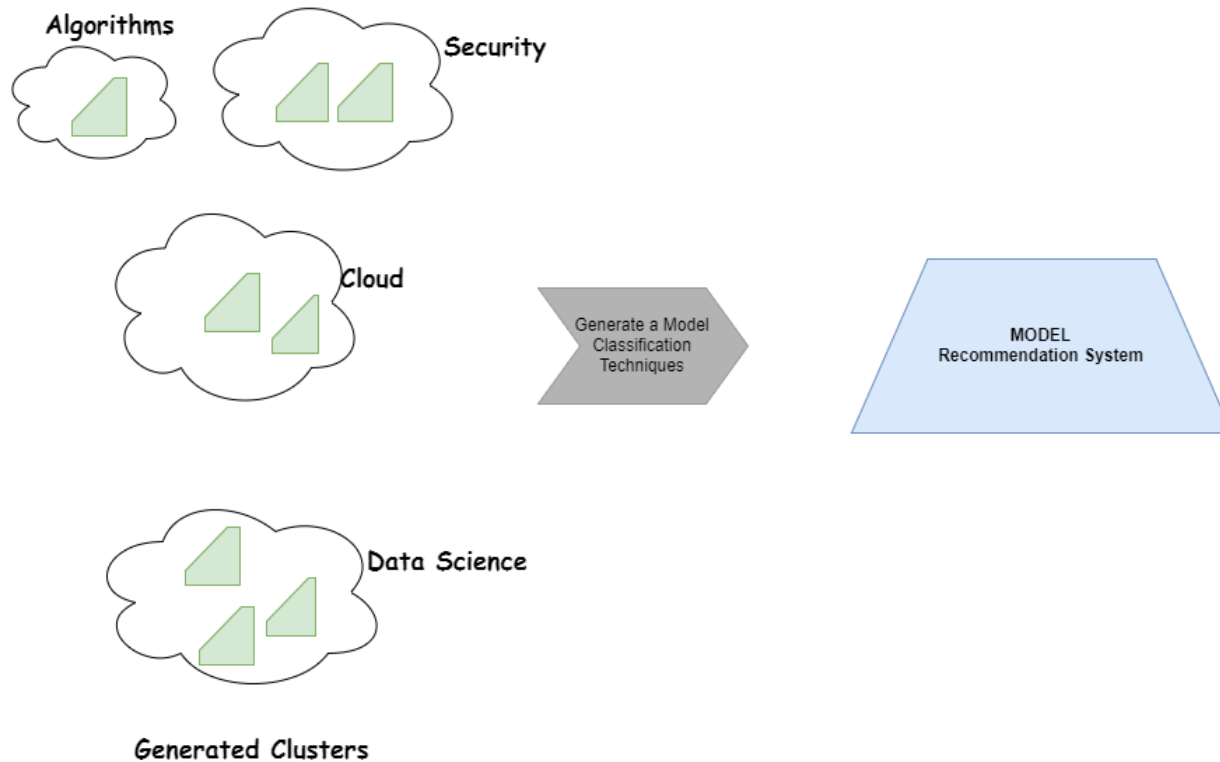 Algorithms
Security
Cloud
Generate a Model
Classification
Techniques
MODEL
Recommendation System
Data Science
Generated Clusters